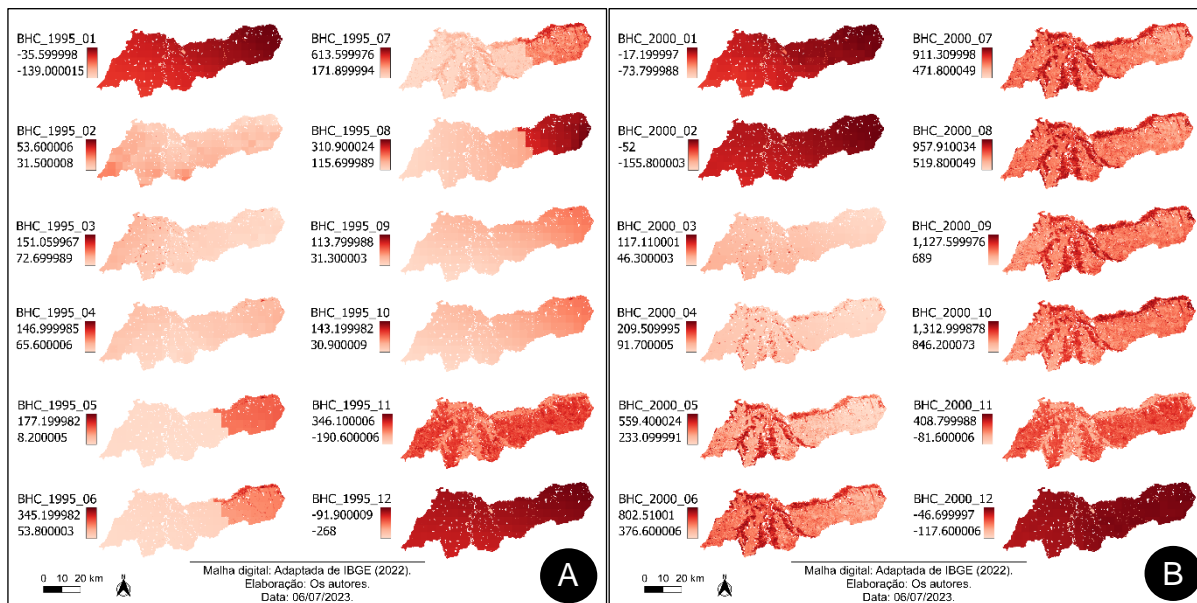 BHC_1995_01
-35.599998
-139.000015
BHC_1995_02
53.600006
31.500008
BHC_1995_03
151.059967
72.699989
BHC_1995_04
146.999985
65.600006
BHC_1995_05
177.199982
8.200005
BHC_1995_06
345.199982
53.800003
BHC_1995_07
613.599976
171.899994
BHC_1995_08
310.900024
115.699989
BHC_1995_09
113.799988
31.300003
BHC_1995_10
143.199982
30.900009
BHC_1995_11
346.100006
-190.600006
BHC_1995_12
-91.900009
-268
0 10 20 km
N
Malha digital: Adaptada de IBGE (2022).
Elaboração: Os autores.
Data: 06/07/2023.
A
BHC_2000_01
-17.199997
-73.799988
BHC_2000_02
-52
-155.800003
BHC_2000_03
117.110001
46.300003
BHC_2000_04
209.509995
91.700005
BHC_2000_05
559.400024
233.099991
BHC_2000_06
802.51001
376.600006
BHC_2000_07
911.309998
471.800049
BHC_2000_08
957.910034
519.800049
BHC_2000_09
1,127.599976
689
BHC_2000_10
1,312.999878
846.200073
BHC_2000_11
408.799988
-81.600006
BHC_2000_12
-46.699997
-117.600006
0 10 20 km
N
Malha digital: Adaptada de IBGE (2022).
Elaboração: Os autores.
Data: 06/07/2023.
B